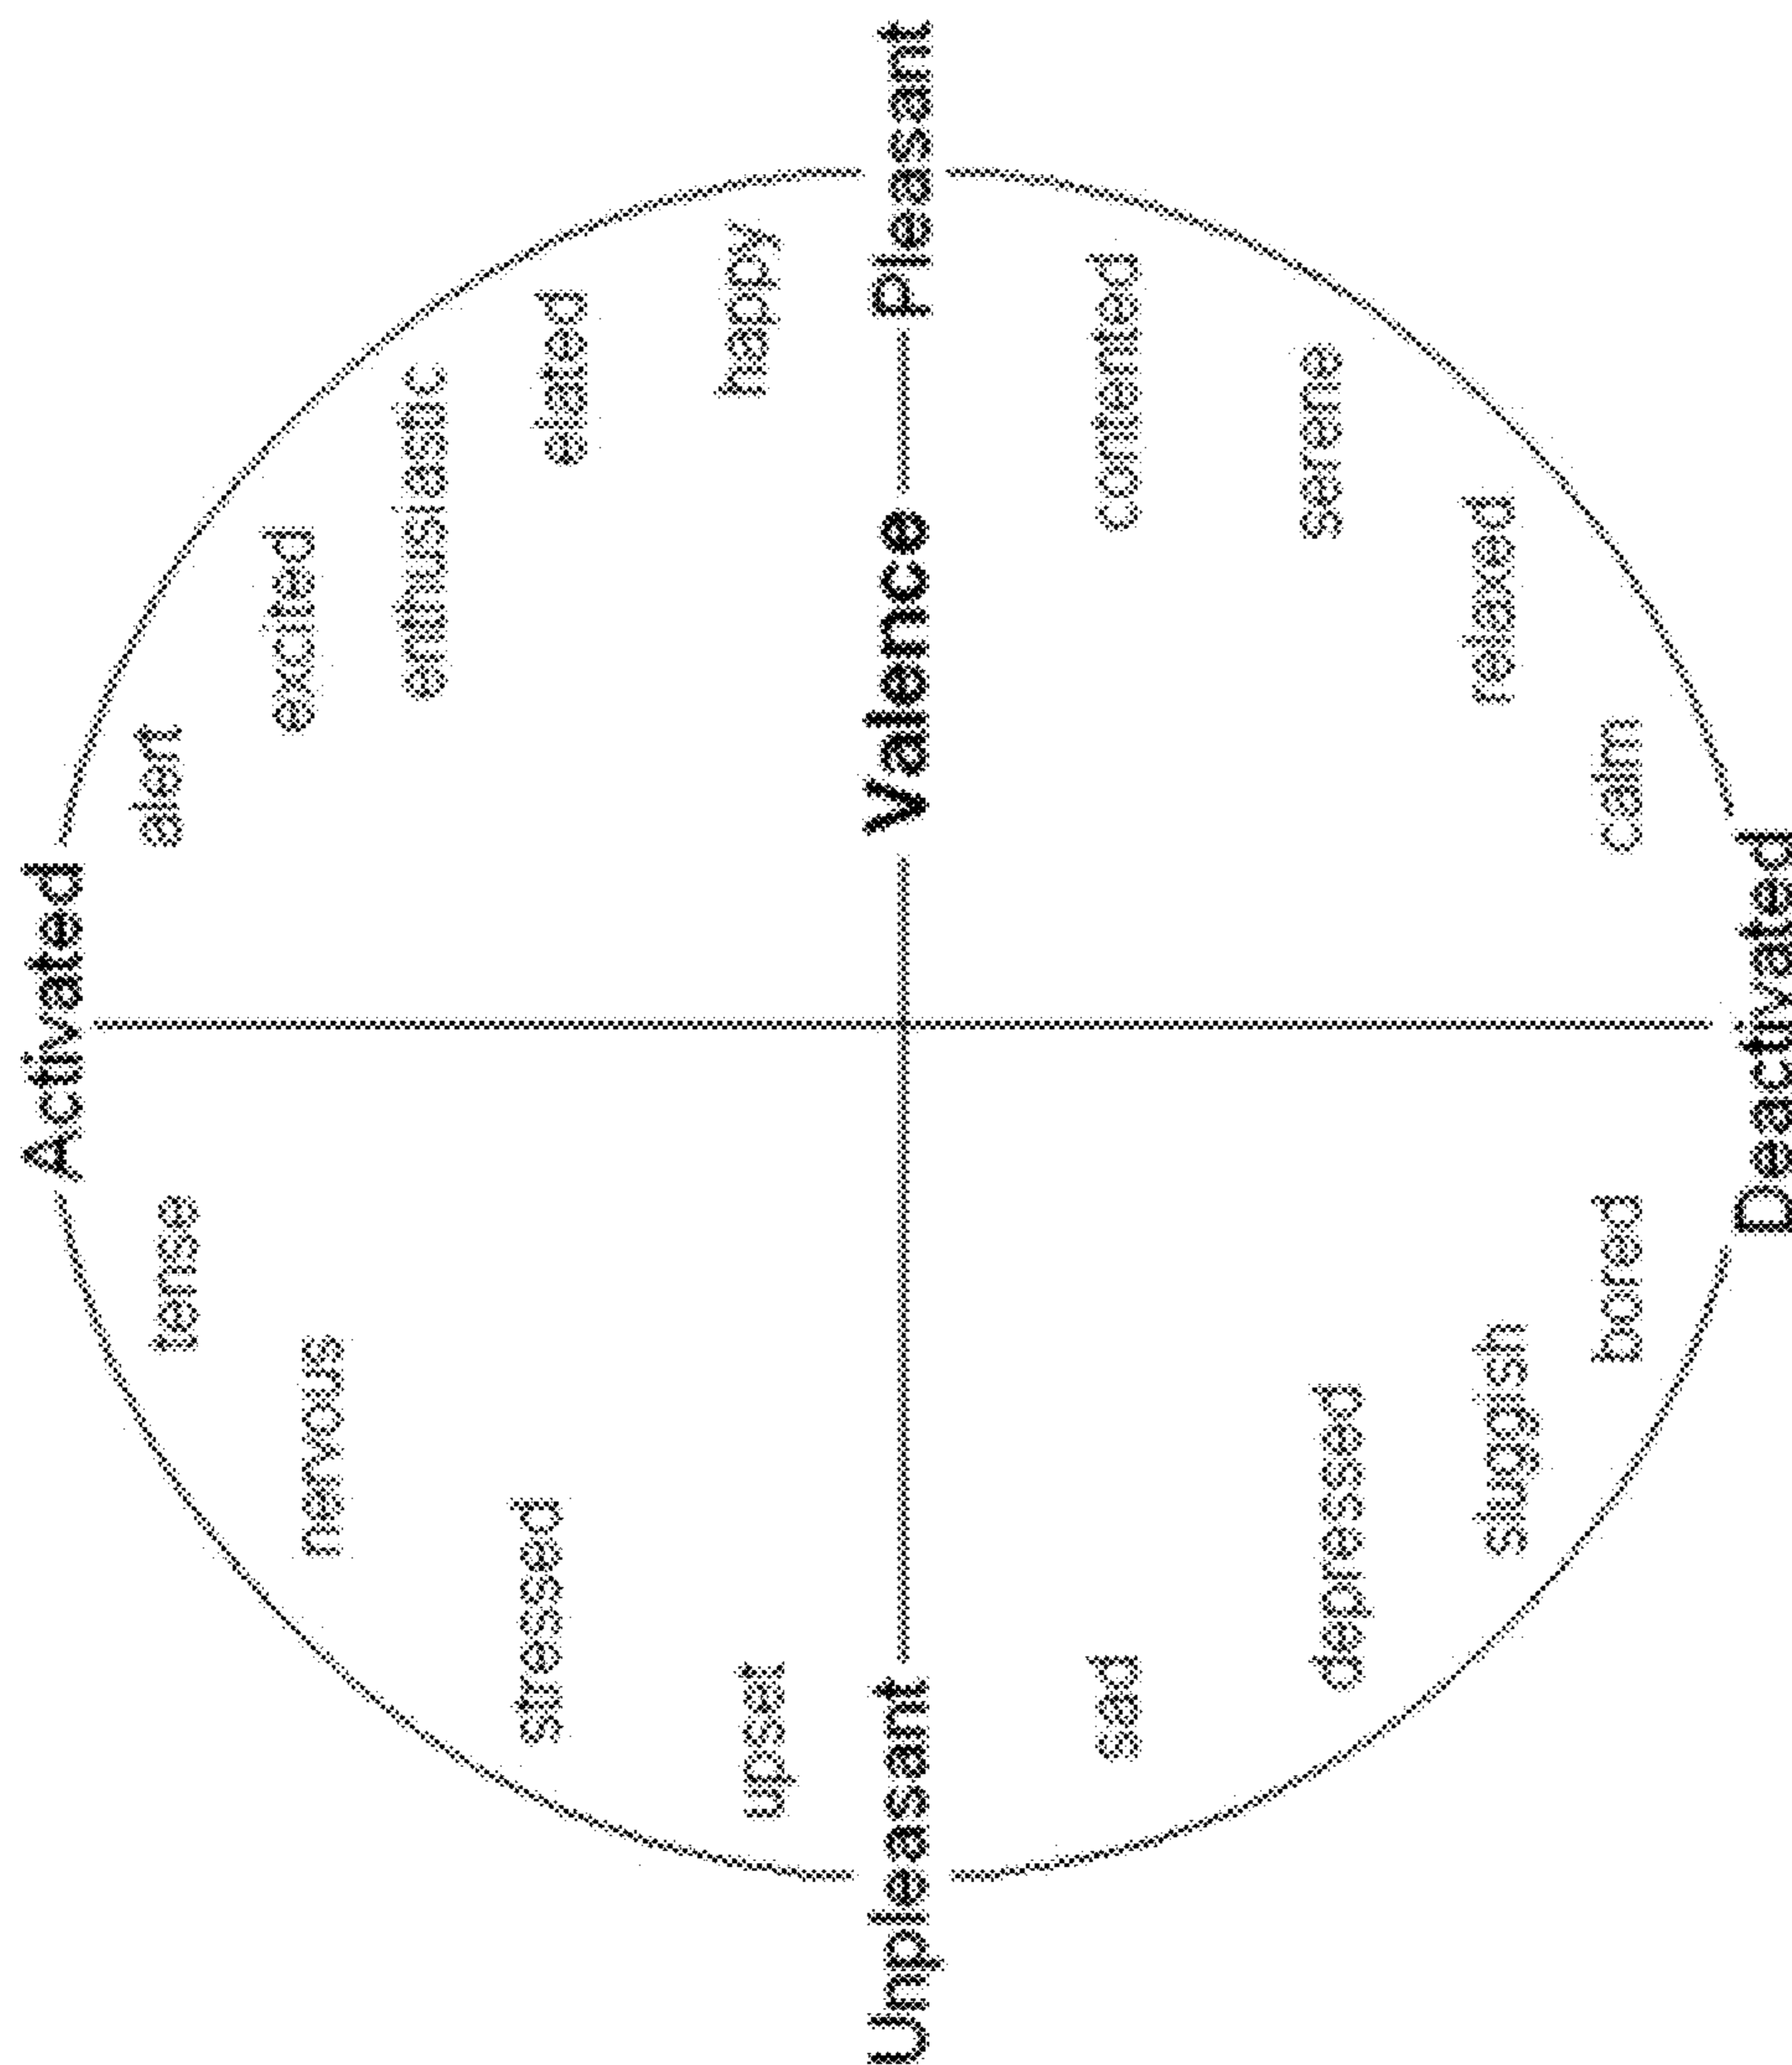 Activated
tense
alert
nervous
excited
enthusiastic
stressed
elated
upset
happy
Unpleasant
Valence
Pleasant
sad
contented
depressed
serene
sluggish
relaxed
bored
calm
Deactivated